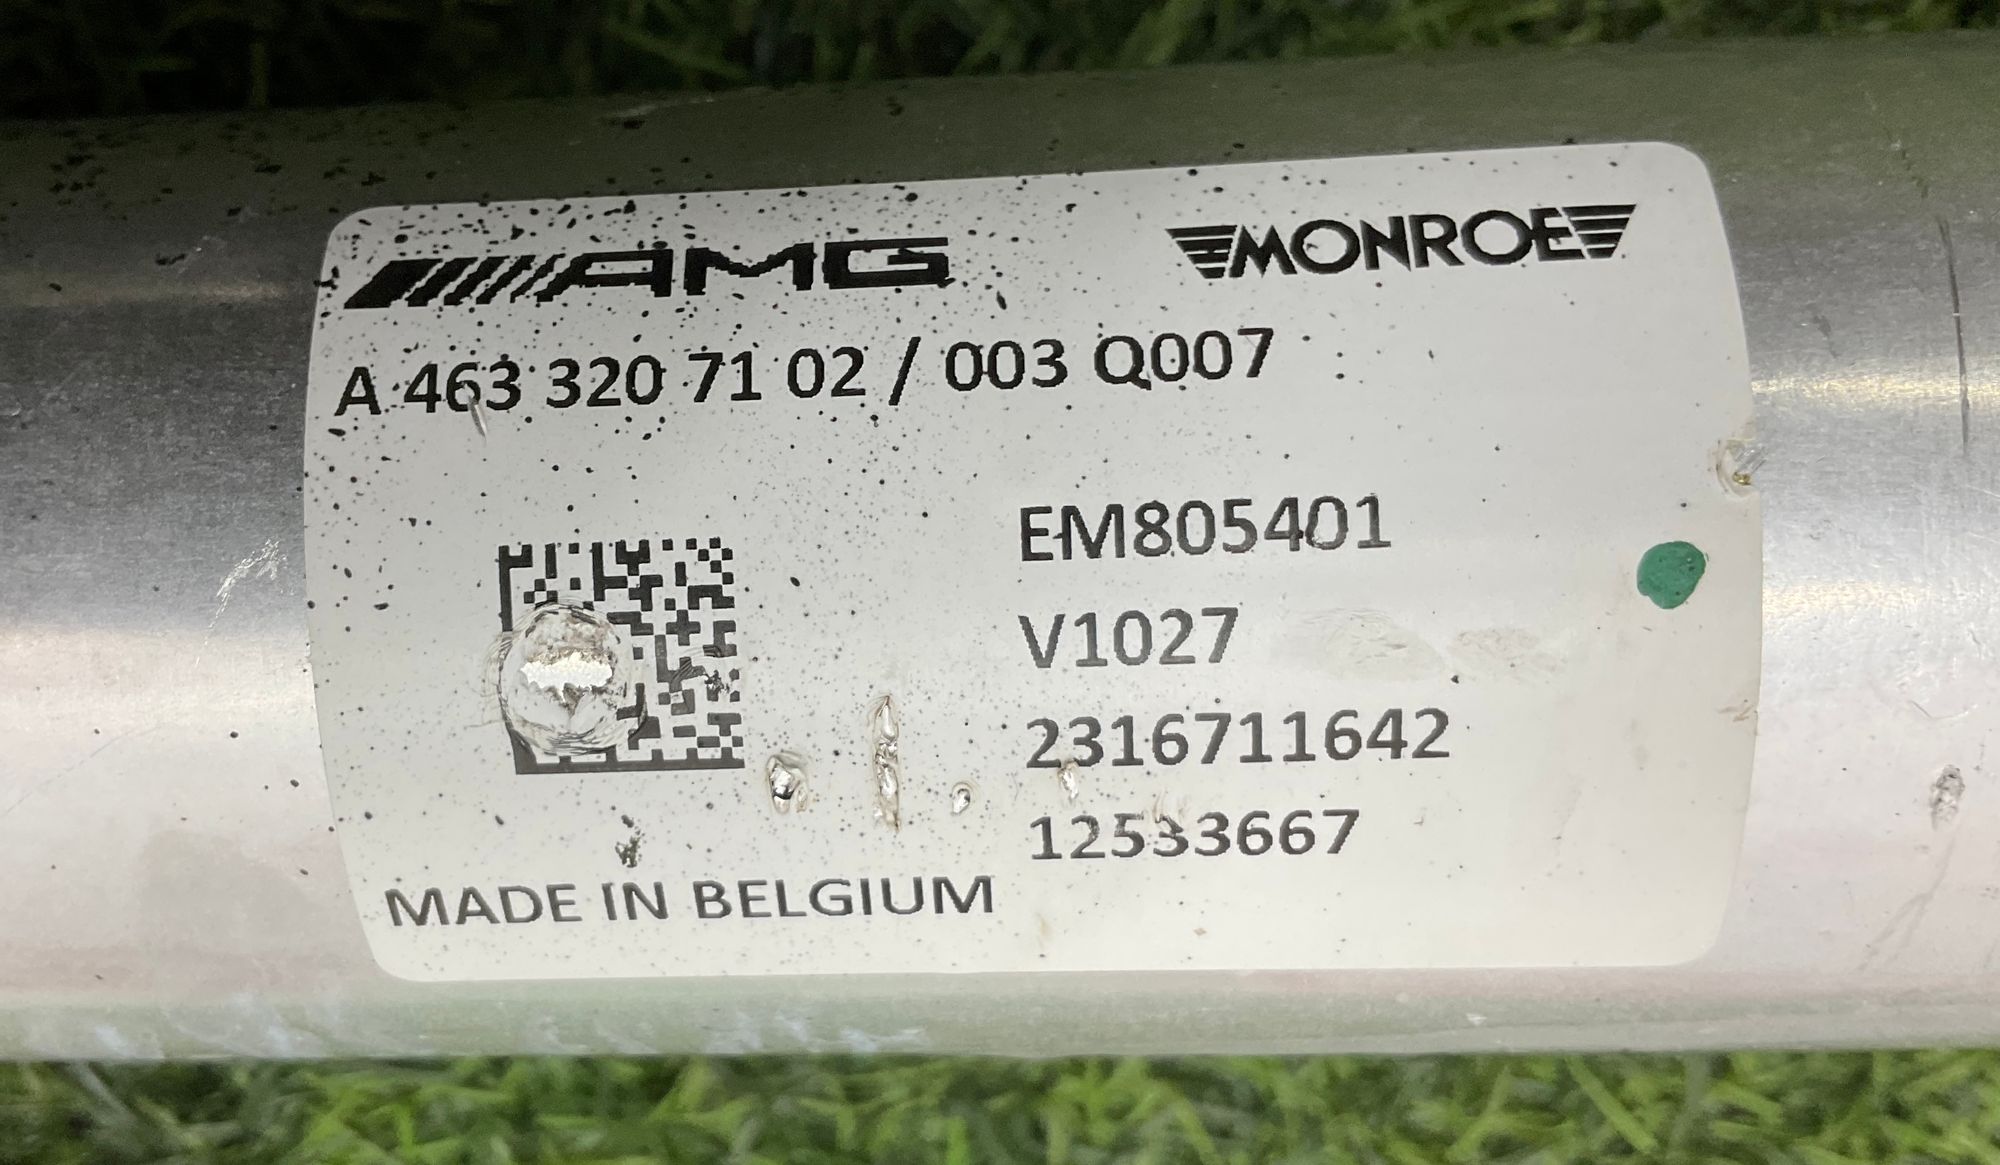 AMG MONROE
A 463 320 71 02 / 003 Q007
EM805401
V1027
2316711642
12533667
MADE IN BELGIUM